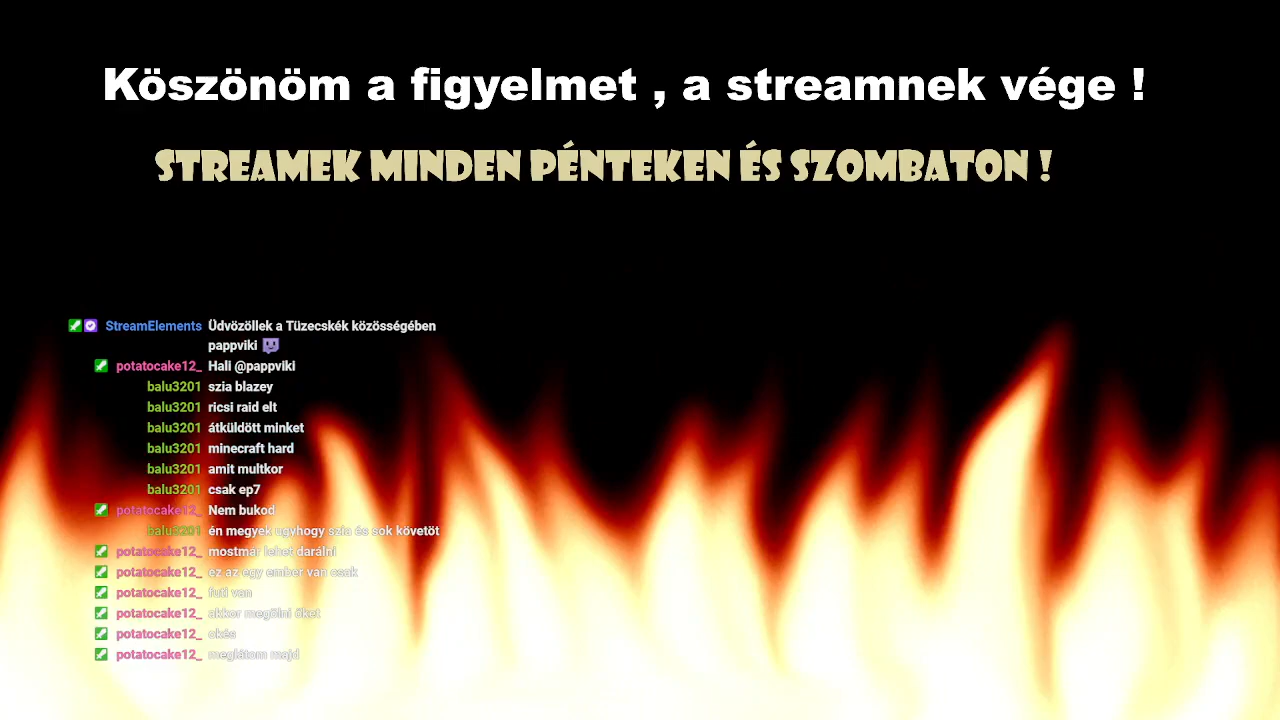 Köszönöm a figyelmet , a streamnek vége !
STREAMEK MINDEN PÉNTEKEN ÉS SZOMBATON !
StreamElements Üdvözöllek a Tüzecskék közösségében
pappviki
potatocake12_ Hali @pappviki
balu3201 szia blazey
balu3201 ricsi raid elt
balu3201 átküldött minket
balu3201 minecraft hard
balu3201 amit multkor
balu3201 csak ep7
potatocake12_ Nem bukod
balu3201 én megyek ugyhogy szia és sok követöt
potatocake12_ mostmár lehet darálni
potatocake12_ ez az egy ember van csak
potatocake12_ futi van
potatocake12_ akkor megölni őket
potatocake12_ okés
potatocake12_ meglátom majd